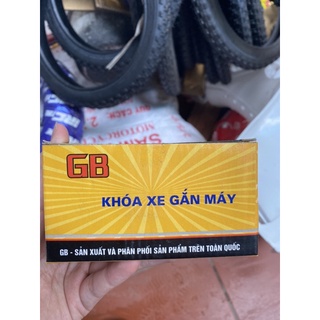 GB
KHÓA XE GẮN MÁY
GB - SẢN XUẤT VÀ PHÂN PHỐI SẢN PHẨM TRÊN TOÀN QUỐC